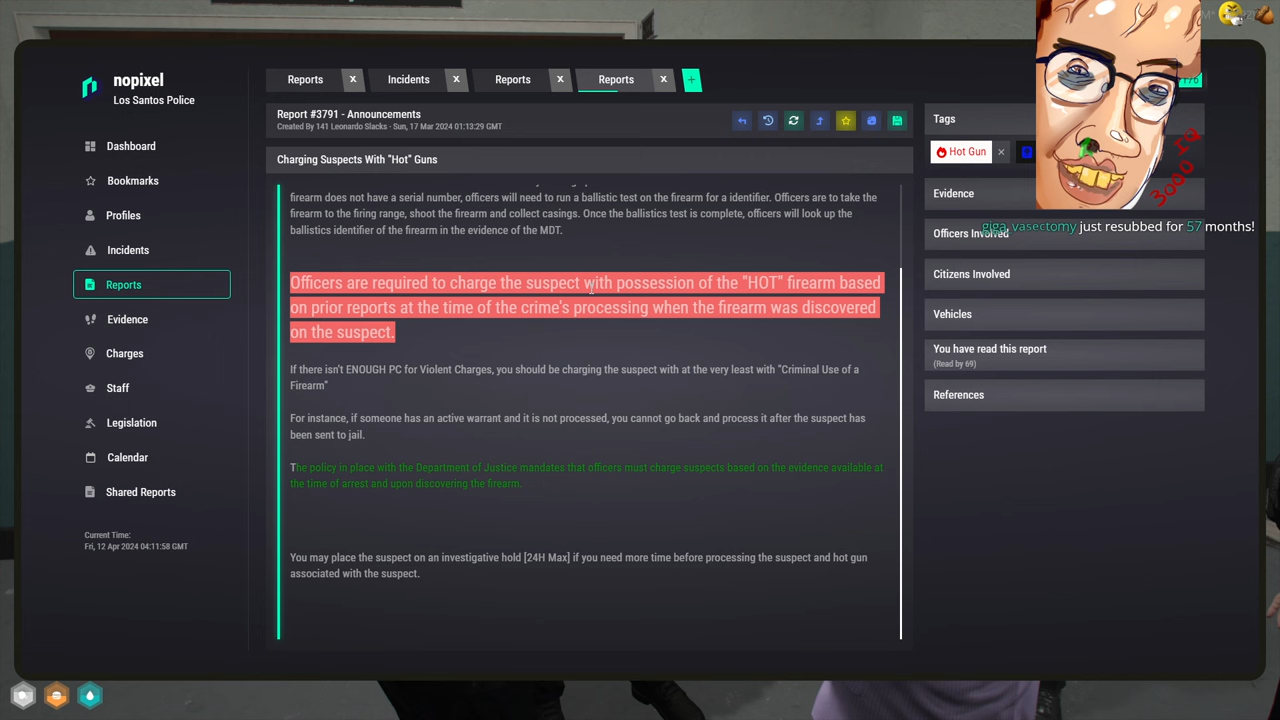 nopixel
Los Santos Police
Dashboard
Bookmarks
Profiles
Incidents
Reports
Evidence
Charges
Staff
Legislation
Calendar
Shared Reports
Current Time:
Fri, 12 Apr 2024 04:11:58 GMT
Reports x Incidents x Reports x Reports x +
Report #3791 - Announcements
Created By 141 Leonardo Slacks - Sun, 17 Mar 2024 01:13:29 GMT
Charging Suspects With "Hot" Guns
firearm does not have a serial number, officers will need to run a ballistic test on the firearm for a identifier. Officers are to take the
firearm to the firing range, shoot the firearm and collect casings. Once the ballistics test is complete, officers will look up the
ballistics identifier of the firearm in the evidence of the MDT.
Officers are required to charge the suspect with possession of the "HOT" firearm based
on prior reports at the time of the crime's processing when the firearm was discovered
on the suspect.
If there isn't ENOUGH PC for Violent Charges, you should be charging the suspect with at the very least with "Criminal Use of a
Firearm"
For instance, if someone has an active warrant and it is not processed, you cannot go back and process it after the suspect has
been sent to jail.
The policy in place with the Department of Justice mandates that officers must charge suspects based on the evidence available at
the time of arrest and upon discovering the firearm.
You may place the suspect on an investigative hold [24H Max] if you need more time before processing the suspect and hot gun
associated with the suspect.
Tags
Hot Gun
Evidence
Officers Involved
Citizens Involved
Vehicles
You have read this report
(Read by 69)
References
3000 IQ
giga_vasectomy just resubbed for 57 months!